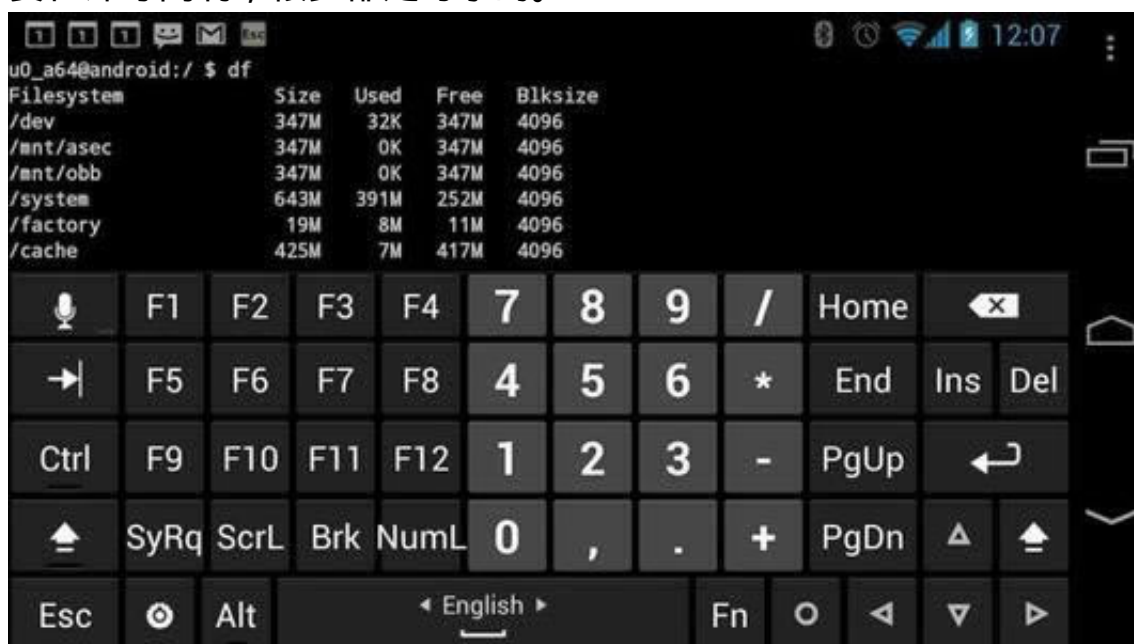 1 1 1 Esc 12:07
u0_a64@android:/ $ df
Filesystem Size Used Free Blksize
/dev 347M 32K 347M 4096
/mnt/asec 347M 0K 347M 4096
/mnt/obb 347M 0K 347M 4096
/system 643M 391M 252M 4096
/factory 19M 8M 11M 4096
/cache 425M 7M 417M 4096
F1 F2 F3 F4 7 8 9 / Home
F5 F6 F7 F8 4 5 6 * End Ins Del
Ctrl F9 F10 F11 F12 1 2 3 - PgUp
SyRq ScrL Brk NumL 0 , . + PgDn
Esc Alt English Fn